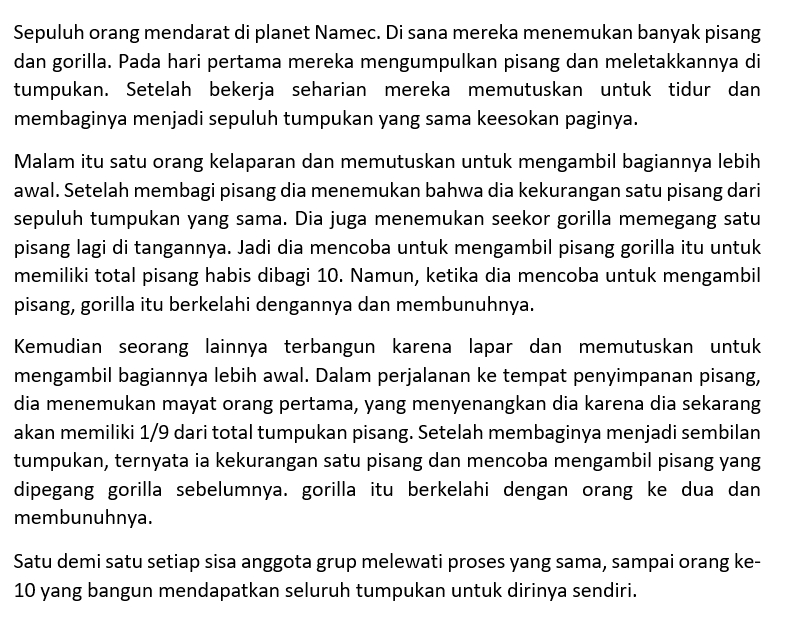 Sepuluh orang mendarat di planet Namec. Di sana mereka menemukan banyak pisang
dan gorilla. Pada hari pertama mereka mengumpulkan pisang dan meletakkannya di
tumpukan. Setelah bekerja seharian mereka memutuskan untuk tidur dan
membaginya menjadi sepuluh tumpukan yang sama keesokan paginya.
Malam itu satu orang kelaparan dan memutuskan untuk mengambil bagiannya lebih
awal. Setelah membagi pisang dia menemukan bahwa dia kekurangan satu pisang dari
sepuluh tumpukan yang sama. Dia juga menemukan seekor gorilla memegang satu
pisang lagi di tangannya. Jadi dia mencoba untuk mengambil pisang gorilla itu untuk
memiliki total pisang habis dibagi 10. Namun, ketika dia mencoba untuk mengambil
pisang, gorilla itu berkelahi dengannya dan membunuhnya.
Kemudian seorang lainnya terbangun karena lapar dan memutuskan untuk
mengambil bagiannya lebih awal. Dalam perjalanan ke tempat penyimpanan pisang,
dia menemukan mayat orang pertama, yang menyenangkan dia karena dia sekarang
akan memiliki 1/9 dari total tumpukan pisang. Setelah membaginya menjadi sembilan
tumpukan, ternyata ia kekurangan satu pisang dan mencoba mengambil pisang yang
dipegang gorilla sebelumnya. gorilla itu berkelahi dengan orang ke dua dan
membunuhnya.
Satu demi satu setiap sisa anggota grup melewati proses yang sama, sampai orang ke-
10 yang bangun mendapatkan seluruh tumpukan untuk dirinya sendiri.